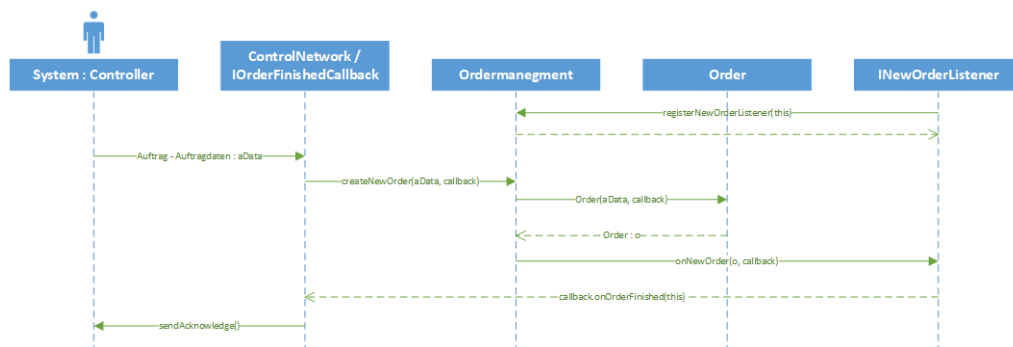 System : Controller
ControlNetwork /
IOrderFinishedCallback
Ordermanegment
Order
INewOrderListener
registerNewOrderListener(this)
Auftrag - Auftragdaten : aData
createNewOrder(aData, callback)
Order(aData, callback)
Order : o
onNewOrder(o, callback)
callback.onOrderFinished(this)
sendAcknowledge()